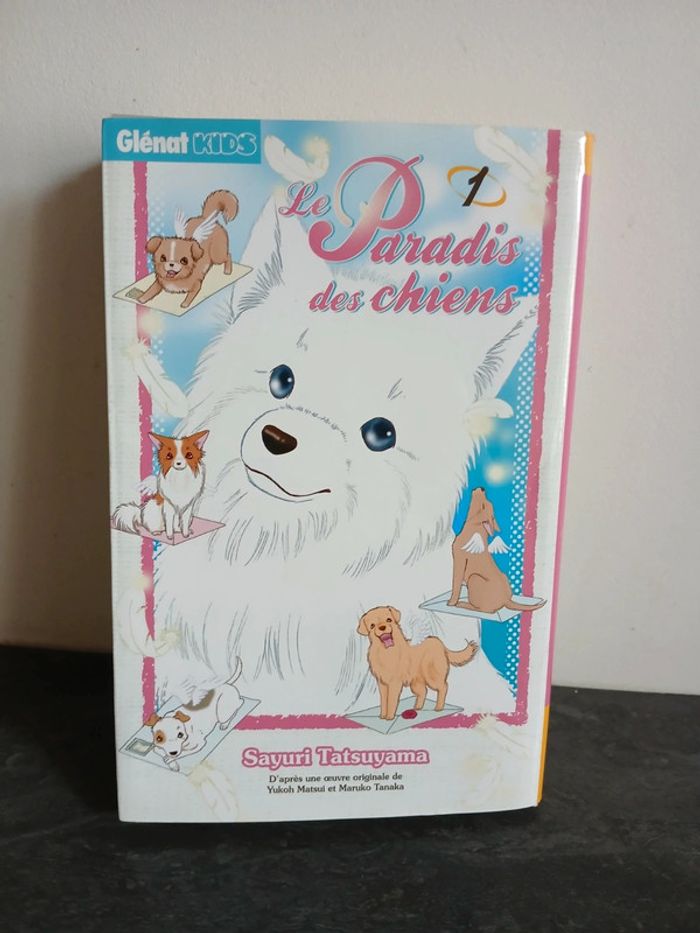 Glénat KIDS
1
Le Paradis
des chiens
Sayuri Tatsuyama
D'après une œuvre originale de
Yukoh Matsui et Maruko Tanaka